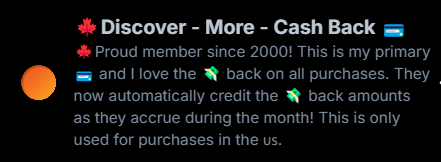 🍁Discover - More - Cash Back 💳
🍁Proud member since 2000! This is my primary
💳 and I love the 💸 back on all purchases. They
now automatically credit the 💸 back amounts
as they accrue during the month! This is only
used for purchases in the us.